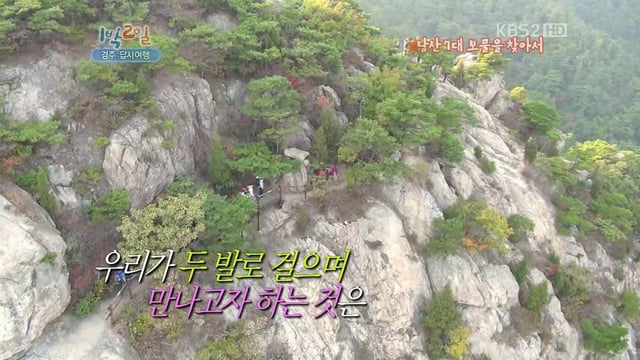 1박2일
경주 답사여행
KBS2HD
남산 7대 보물을 찾아서
우리가 두 발로 걸으며
만나고자 하는 것은